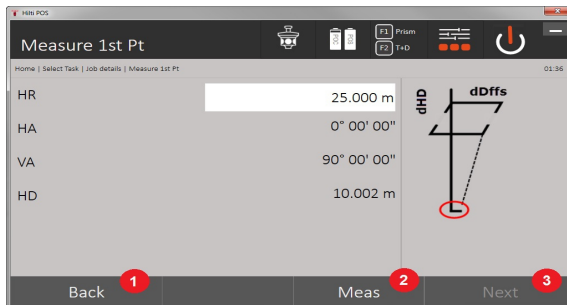 Hilti POS
Measure 1st Pt
POC
POS
F1 Prism
F2 T+D
Home | Select Task | Job details | Measure 1st Pt
01:36
HR 25.000 m
HA 0° 00' 00"
VA 90° 00' 00"
HD 10.002 m
dHD
dDffs
Back 1
Meas 2
Next 3